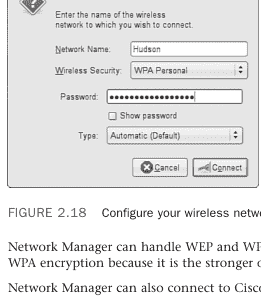 Enter the name of the wireless
network to which you wish to connect.
Network Name: Hudson
Wireless Security: WPA Personal
Password: •••••••••••••••••
Show password
Type: Automatic (Default)
Cancel Connect
FIGURE 2.18 Configure your wireless netw
Network Manager can handle WEP and WP
WPA encryption because it is the stronger
Network Manager can also connect to Cisc